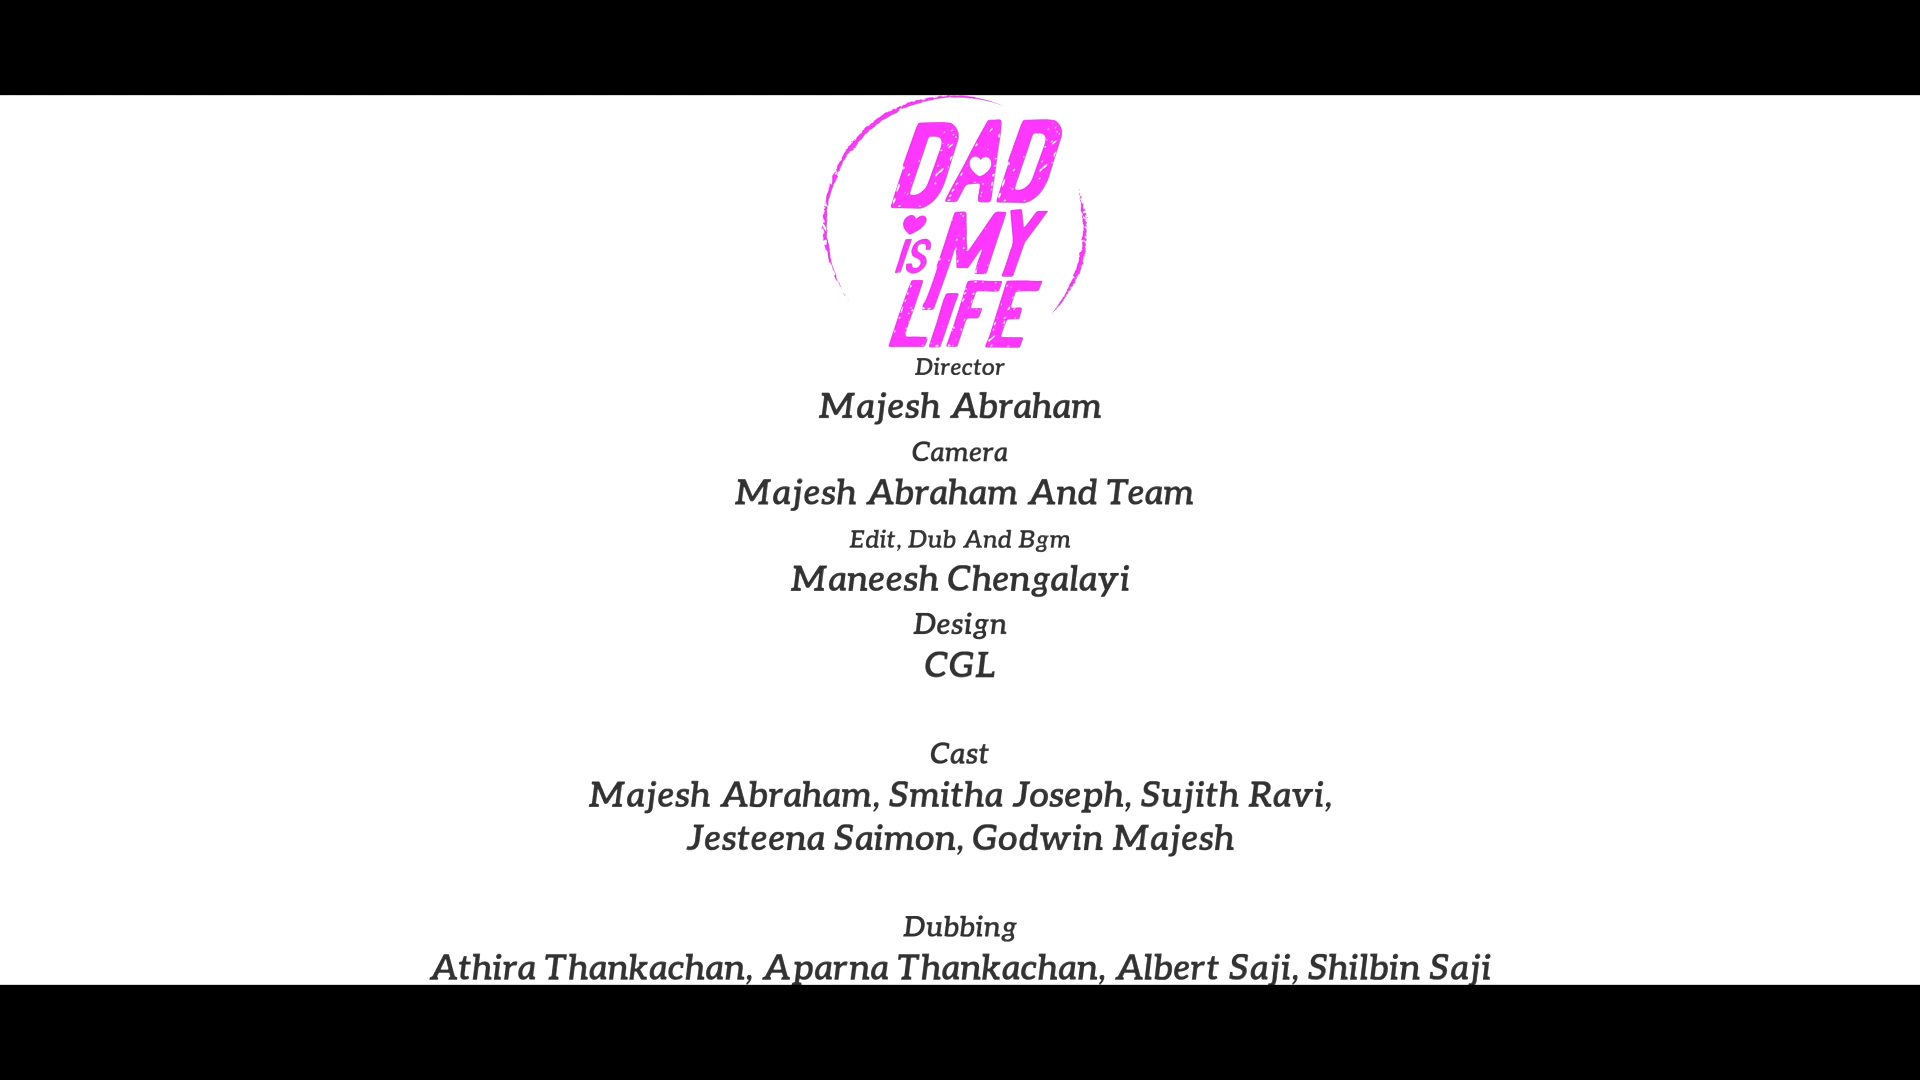 DAD
is MY
LIFE
Director
Majesh Abraham
Camera
Majesh Abraham And Team
Edit, Dub And Bgm
Maneesh Chengalayi
Design
CGL
Cast
Majesh Abraham, Smitha Joseph, Sujith Ravi,
Jesteena Saimon, Godwin Majesh
Dubbing
Athira Thankachan, Aparna Thankachan, Albert Saji, Shilbin Saji